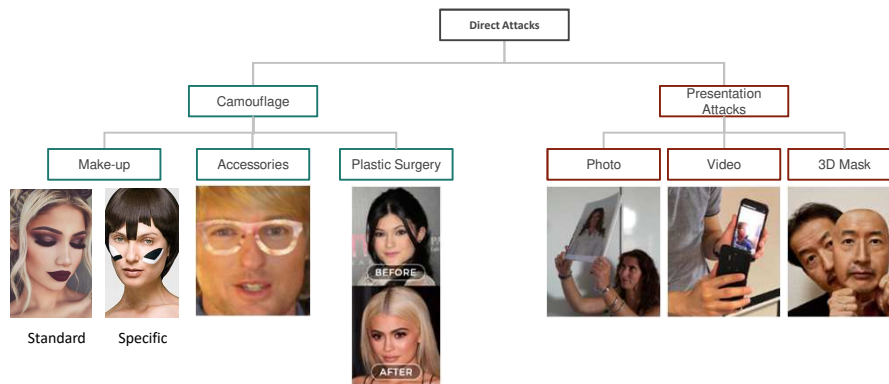 Direct Attacks
Camouflage
Presentation
Attacks
Make-up
Accessories
Plastic Surgery
Photo
Video
3D Mask
BEFORE
AFTER
Standard
Specific